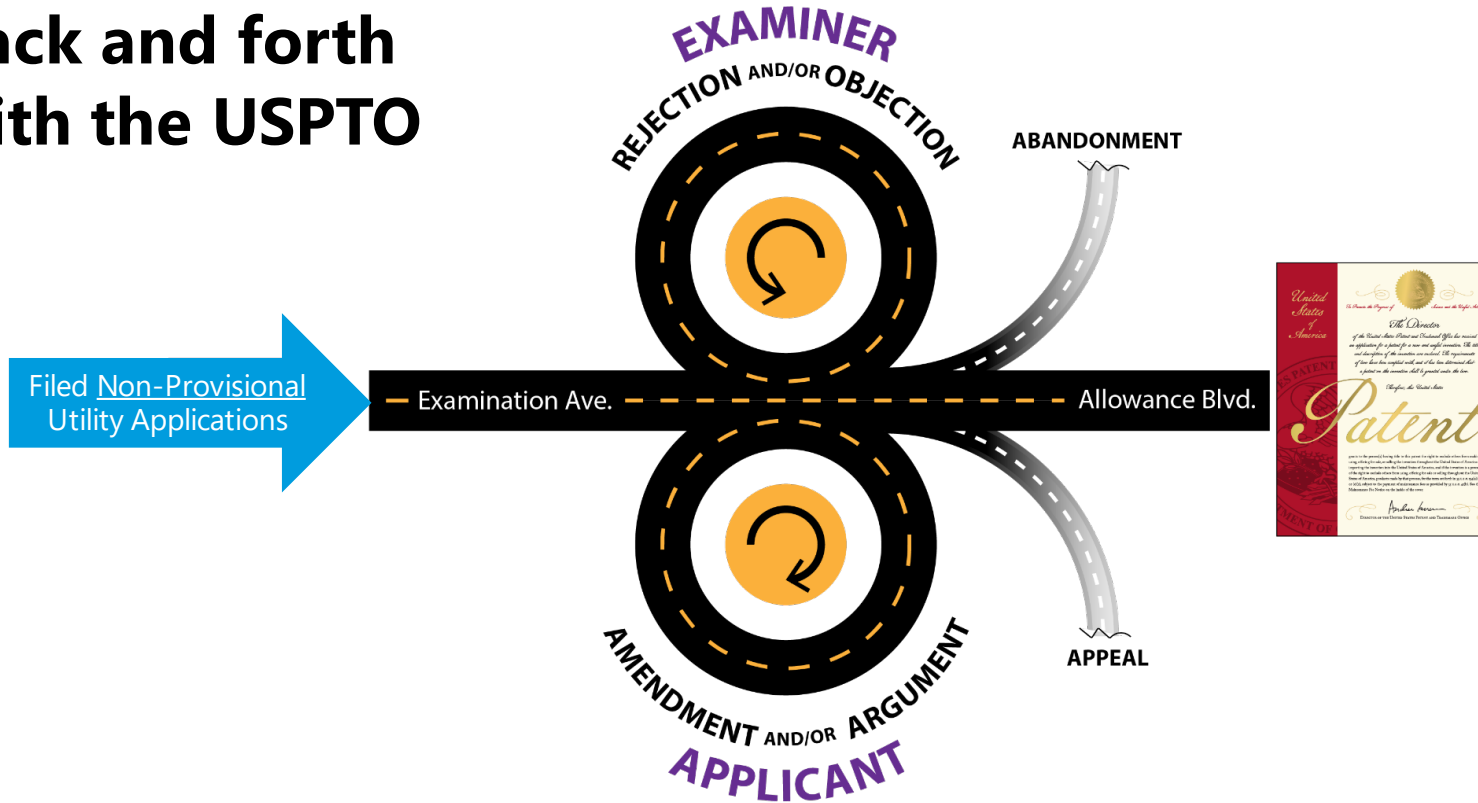 ack and forth
ith the USPTO
EXAMINER
REJECTION AND/OR OBJECTION
ABANDONMENT
Filed Non-Provisional
Utility Applications
Examination Ave.
Allowance Blvd.
United
States
of
America
The Director
Patent
APPEAL
AMENDMENT AND/OR ARGUMENT
APPLICANT